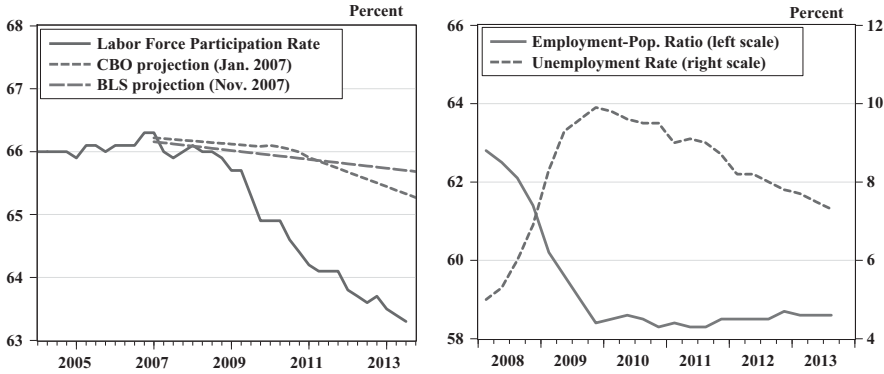 Percent
68
67
66
65
64
63
Labor Force Participation Rate
CBO projection (Jan. 2007)
BLS projection (Nov. 2007)
2005 2007 2009 2011 2013
Percent
66
64
62
60
58
12
10
8
6
4
Employment-Pop. Ratio (left scale)
Unemployment Rate (right scale)
2008 2009 2010 2011 2012 2013